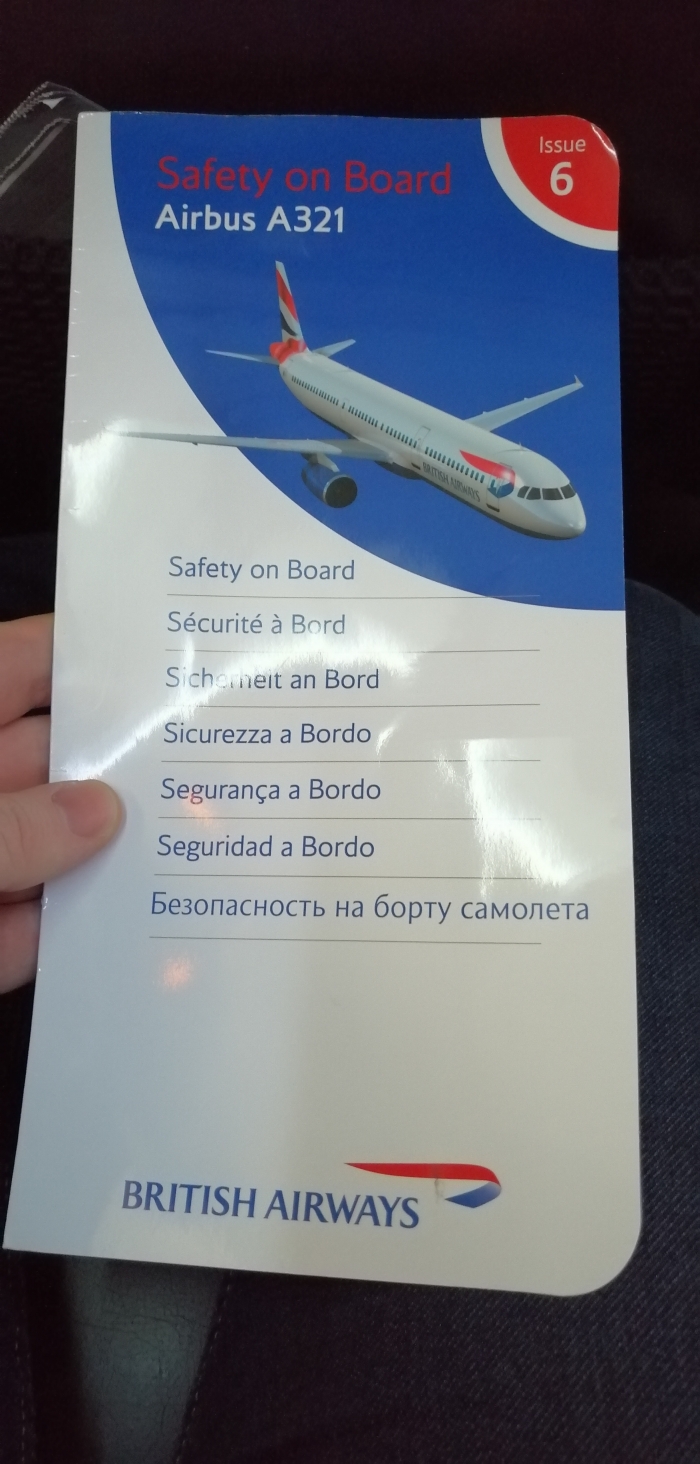 Issue
6
Safety on Board
Airbus A321
BRITISH AIRWAYS
Safety on Board
Sécurité à Bord
Sicherheit an Bord
Sicurezza a Bordo
Segurança a Bordo
Seguridad a Bordo
Безопасность на борту самолета
BRITISH AIRWAYS